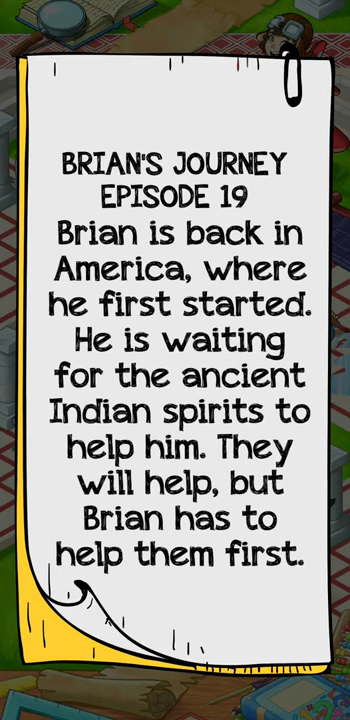 BRIAN'S JOURNEY
EPISODE 19
Brian is back in
America, where
he first started.
He is waiting
for the ancient
Indian spirits to
help him. They
will help, but
Brian has to
help them first.